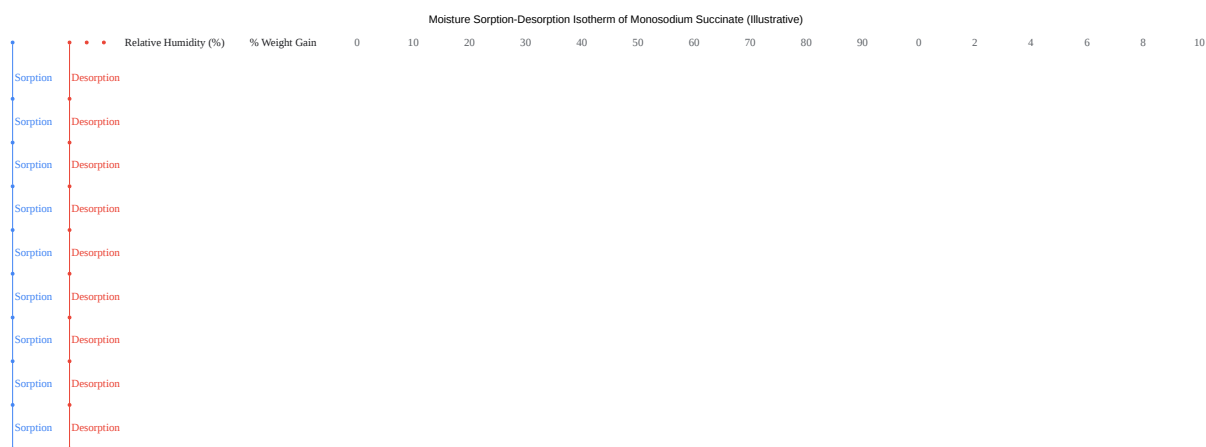 Moisture Sorption-Desorption Isotherm of Monosodium Succinate (Illustrative)
Relative Humidity (%) % Weight Gain 0 10 20 30 40 50 60 70 80 90 0 2 4 6 8 10
Sorption Desorption
Sorption Desorption
Sorption Desorption
Sorption Desorption
Sorption Desorption
Sorption Desorption
Sorption Desorption
Sorption Desorption
Sorption Desorption